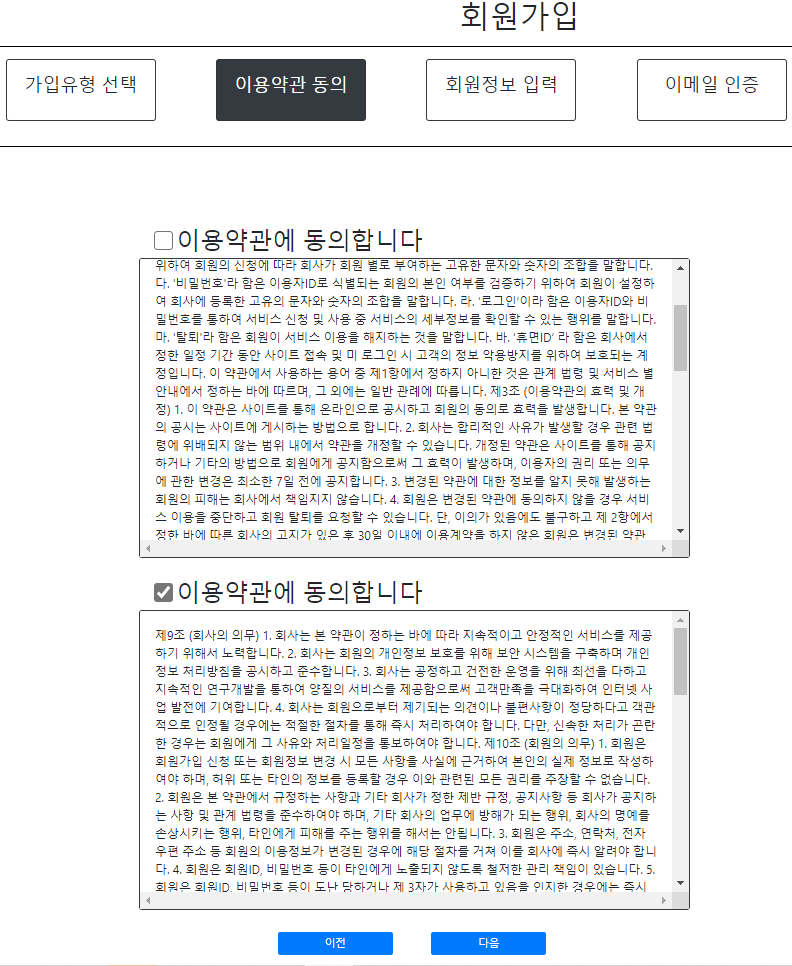 회원가입
가입유형 선택
이용약관 동의
회원정보 입력
이메일 인증
이용약관에 동의합니다
위하여 회원의 신청에 따라 회사가 회원 별로 부여하는 고유한 문자와 숫자의 조합을 말합니다.
다. '비밀번호'라 함은 이용자ID로 식별되는 회원의 본인 여부를 검증하기 위하여 회원이 설정하
여 회사에 등록한 고유의 문자와 숫자의 조합을 말합니다. 라. '로그인'이라 함은 이용자ID와 비
밀번호를 통하여 서비스 신청 및 사용 중 서비스의 세부정보를 확인할 수 있는 행위를 말합니다.
마. '탈퇴'라 함은 회원이 서비스 이용을 해지하는 것을 말합니다. 바. '휴면ID' 라 함은 회사에서
정한 일정 기간 동안 사이트 접속 및 미 로그인 시 고객의 정보 악용방지를 위하여 보호되는 계
정입니다. 이 약관에서 사용하는 용어 중 제1항에서 정하지 아니한 것은 관계 법령 및 서비스 별
안내에서 정하는 바에 따르며, 그 외에는 일반 관례에 따릅니다. 제3조 (이용약관의 효력 및 개
정) 1. 이 약관은 사이트를 통해 온라인으로 공시하고 회원의 동의로 효력을 발생합니다. 본 약관
의 공시는 사이트에 게시하는 방법으로 합니다. 2. 회사는 합리적인 사유가 발생할 경우 관련 법
령에 위배되지 않는 범위 내에서 약관을 개정할 수 있습니다. 개정된 약관은 사이트를 통해 공지
하거나 기타의 방법으로 회원에게 공지함으로써 그 효력이 발생하며, 이용자의 권리 또는 의무
에 관한 변경은 최소한 7일 전에 공지합니다. 3. 변경된 약관에 대한 정보를 알지 못해 발생하는
회원의 피해는 회사에서 책임지지 않습니다. 4. 회원은 변경된 약관에 동의하지 않을 경우 서비
스 이용을 중단하고 회원 탈퇴를 요청할 수 있습니다. 단, 이의가 있음에도 불구하고 제 2항에서
정한 바에 따른 회사의 고지가 있은 후 30일 이내에 이용계약을 하지 않은 회원은 변경된 약관
이용약관에 동의합니다
제9조 (회사의 의무) 1. 회사는 본 약관이 정하는 바에 따라 지속적이고 안정적인 서비스를 제공
하기 위해서 노력합니다. 2. 회사는 회원의 개인정보 보호를 위해 보안 시스템을 구축하며 개인
정보 처리방침을 공시하고 준수합니다. 3. 회사는 공정하고 건전한 운영을 위해 최선을 다하고
지속적인 연구개발을 통하여 양질의 서비스를 제공함으로써 고객만족을 극대화하여 인터넷 사
업 발전에 기여합니다. 4. 회사는 회원으로부터 제기되는 의견이나 불편사항이 정당하다고 객관
적으로 인정될 경우에는 적절한 절차를 통해 즉시 처리하여야 합니다. 다만, 신속한 처리가 곤란
한 경우는 회원에게 그 사유와 처리일정을 통보하여야 합니다. 제10조 (회원의 의무) 1. 회원은
회원가입 신청 또는 회원정보 변경 시 모든 사항을 사실에 근거하여 본인의 실제 정보로 작성하
여야 하며, 허위 또는 타인의 정보를 등록할 경우 이와 관련된 모든 권리를 주장할 수 없습니다.
2. 회원은 본 약관에서 규정하는 사항과 기타 회사가 정한 제반 규정, 공지사항 등 회사가 공지하
는 사항 및 관계 법령을 준수하여야 하며, 기타 회사의 업무에 방해가 되는 행위, 회사의 명예를
손상시키는 행위, 타인에게 피해를 주는 행위를 해서는 안됩니다. 3. 회원은 주소, 연락처, 전자
우편 주소 등 회원의 이용정보가 변경된 경우에 해당 절차를 거쳐 이를 회사에 즉시 알려야 합니
다. 4. 회원은 회원ID, 비밀번호 등이 타인에게 노출되지 않도록 철저한 관리 책임이 있습니다. 5.
회원은 회원ID, 비밀번호 등이 도난 당하거나 제 3자가 사용하고 있음을 인지한 경우에는 즉시
이전
다음